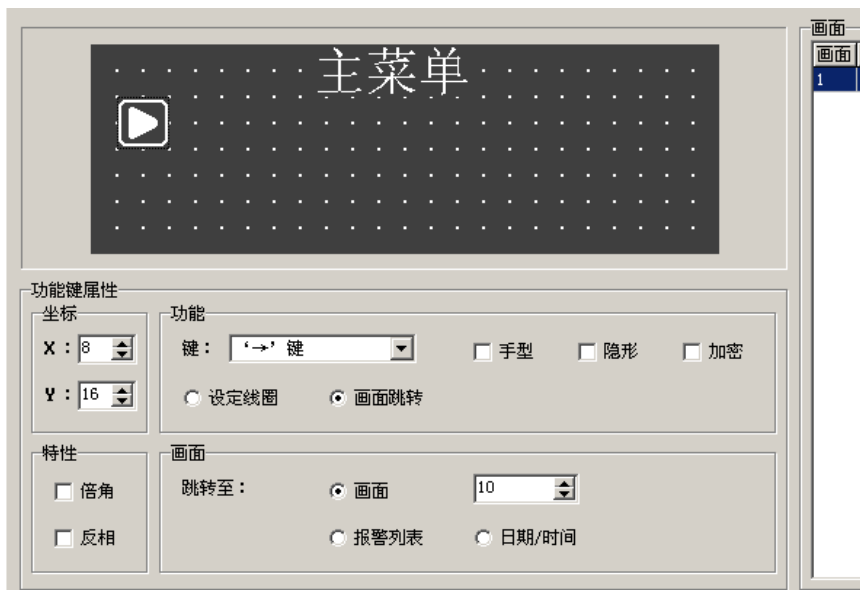 主菜单
画面
画面
1
功能键属性
坐标
X：8
Y：16
功能
键：‘→’键
手型
隐形
加密
设定线圈
画面跳转
特性
倍角
反相
画面
跳转至：
画面
10
报警列表
日期/时间